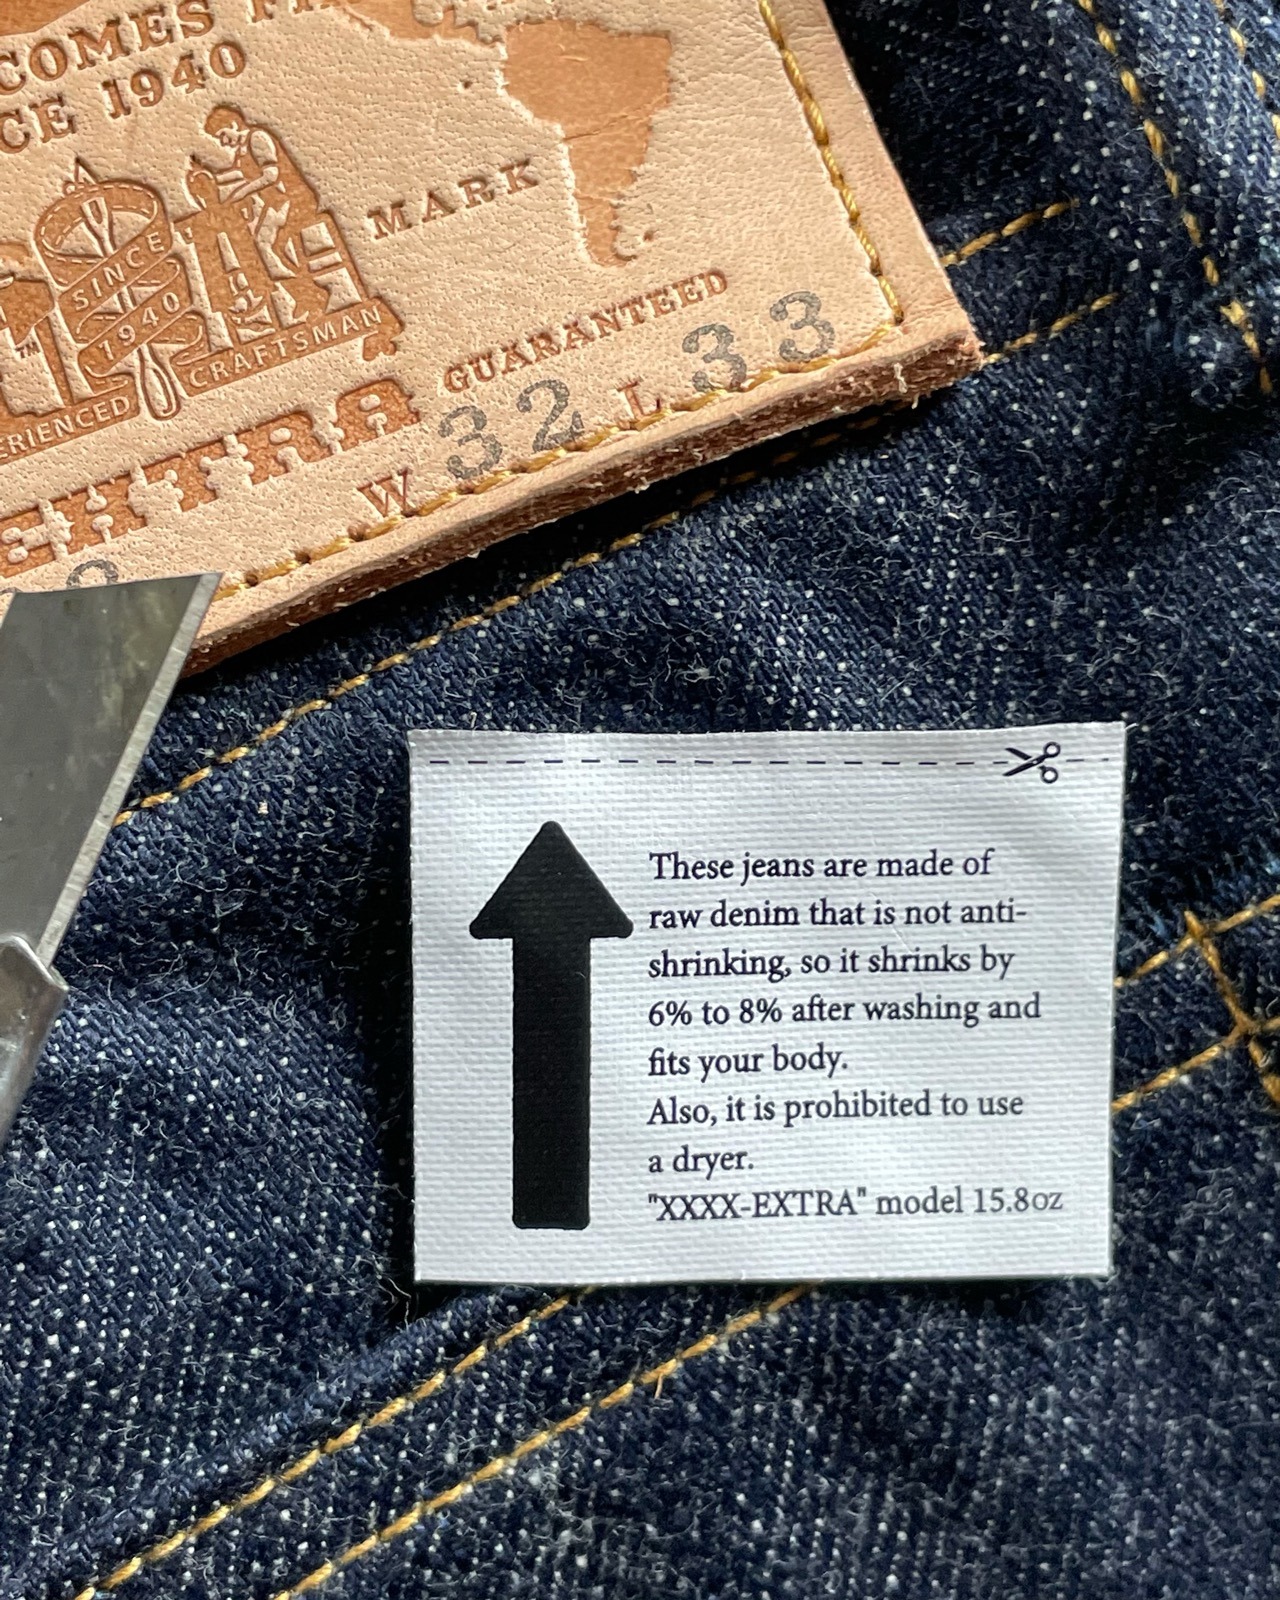 COMES
CE 1940
MARK
SINCE
1940
CRAFTSMAN
ERIENCED
GUARANTEED
EXTRA
W 32 L 33
These jeans are made of
raw denim that is not anti-
shrinking, so it shrinks by
6% to 8% after washing and
fits your body.
Also, it is prohibited to use
a dryer.
"XXXX-EXTRA" model 15.8oz